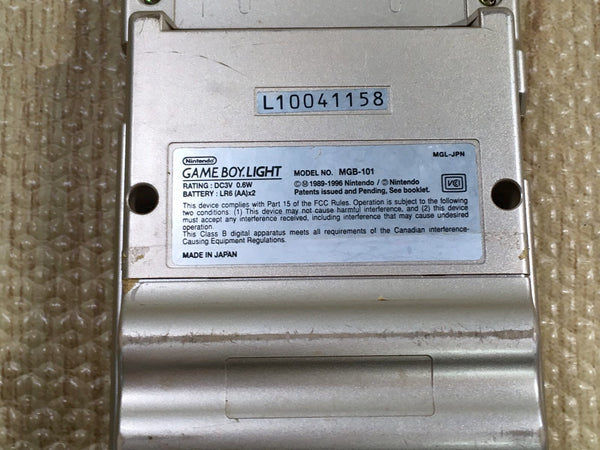 L10041158
MGL-JPN
Nintendo
GAME BOY LIGHT
MODEL NO. MGB-101
RATING : DC3V 0.6W
BATTERY : LR6 (AA)x2
©Ⓜ 1989-1996 Nintendo / Ⓙ Nintendo
Patents issued and Pending, See booklet.
VCI
This device complies with Part 15 of the FCC Rules. Operation is subject to the following
two conditions: (1) This device may not cause harmful interference, and (2) this device
must accept any interference received, including interference that may cause undesired
operation.
This Class B digital apparatus meets all requirements of the Canadian Interference-
Causing Equipment Regulations.
MADE IN JAPAN